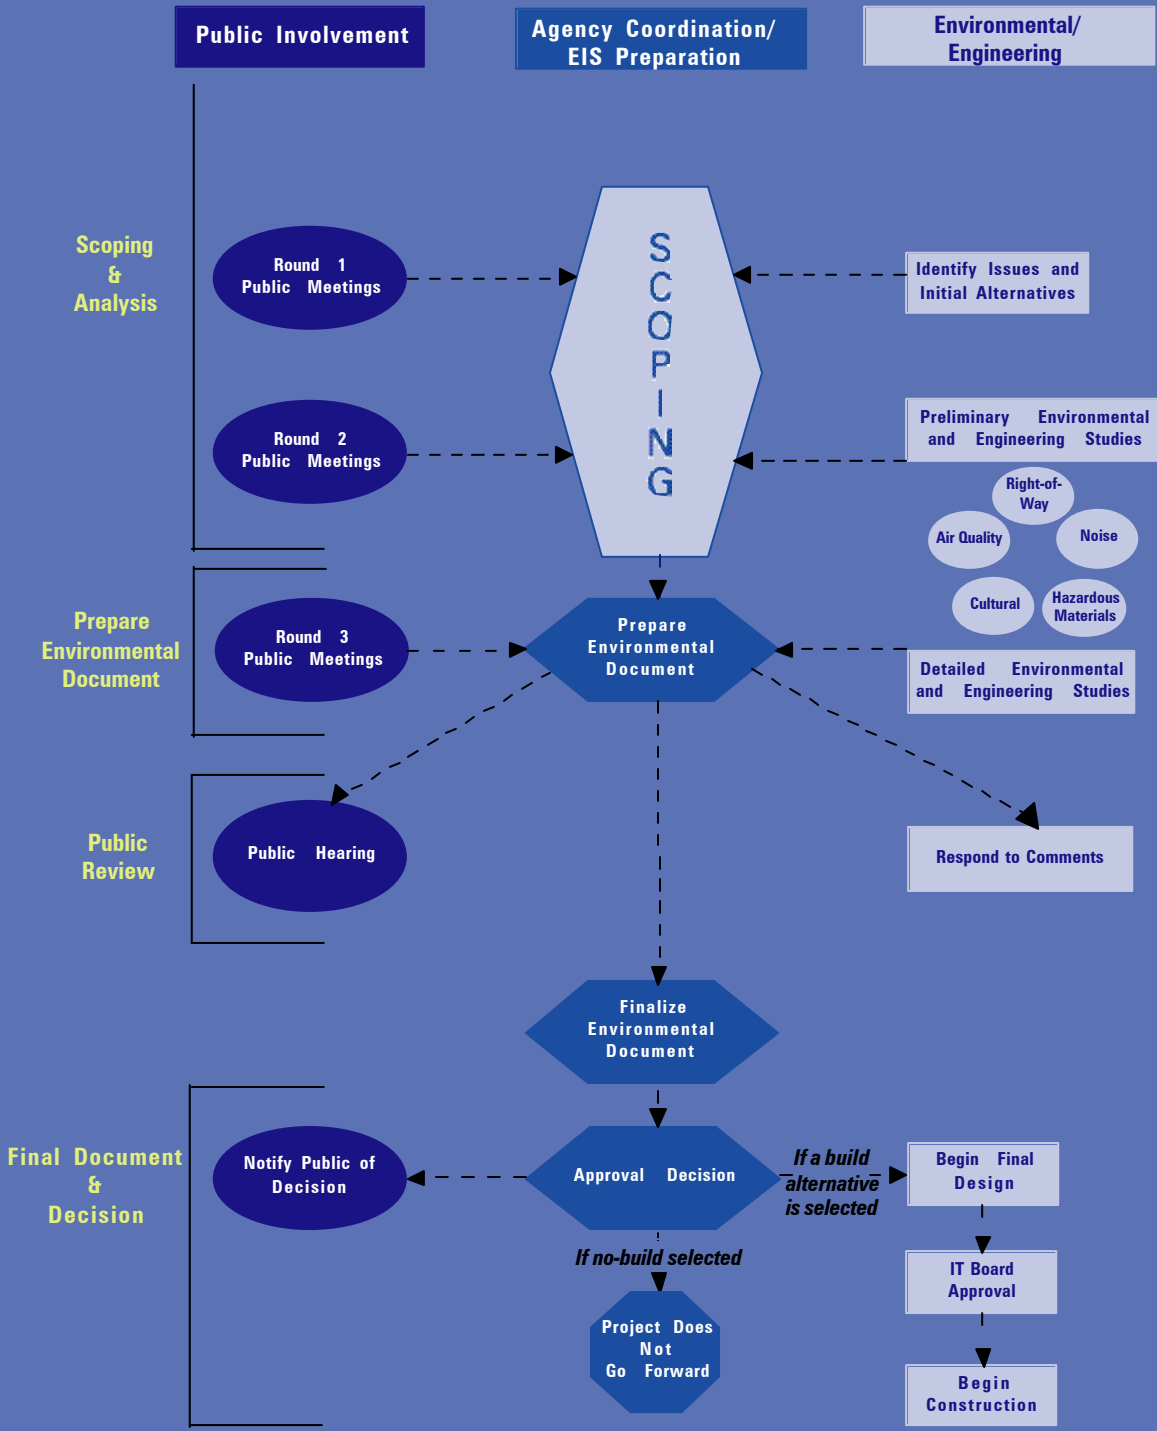 Public Involvement
Agency Coordination/
EIS Preparation
Environmental/
Engineering
Scoping
&
Analysis
Round 1
Public Meetings
S
C
O
P
I
N
G
Identify Issues and
Initial Alternatives
Round 2
Public Meetings
Preliminary Environmental
and Engineering Studies
Right-of-
Way
Air Quality
Noise
Cultural
Hazardous
Materials
Prepare
Environmental
Document
Round 3
Public Meetings
Prepare
Environmental
Document
Detailed Environmental
and Engineering Studies
Public
Review
Public Hearing
Respond to Comments
Finalize
Environmental
Document
Final Document
&
Decision
Notify Public of
Decision
Approval Decision
If a build
alternative
is selected
Begin Final
Design
If no-build selected
IT Board
Approval
Project Does
Not
Go Forward
Begin
Construction